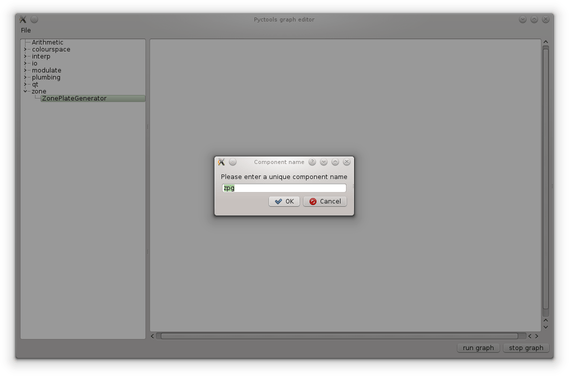 Pyctools graph editor
File
Arithmetic
colourspace
interp
io
modulate
plumbing
qt
zone
ZonePlateGenerator
Component name
Please enter a unique component name
zpg
OK
Cancel
run graph
stop graph